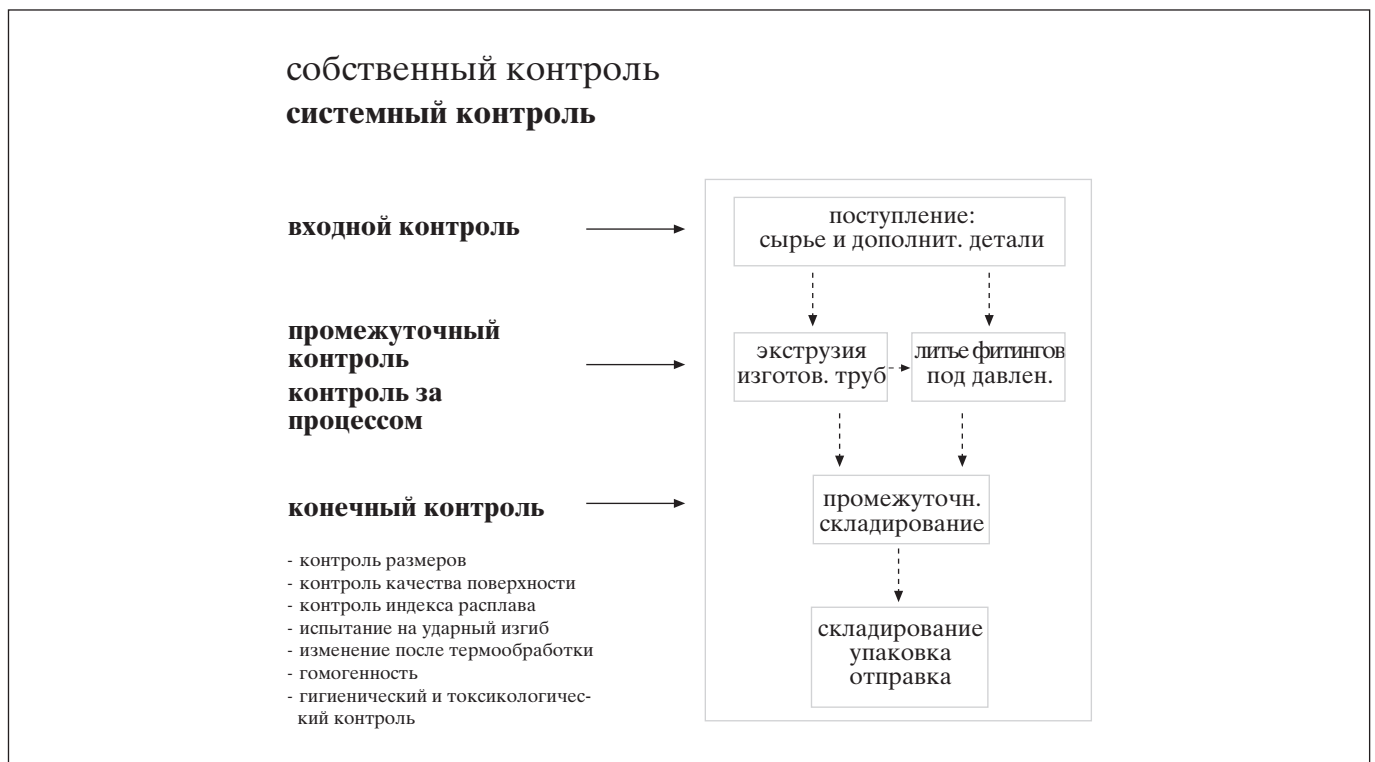 собственный контроль
системный контроль
входной контроль
поступление:
сырье и дополнит. детали
промежуточный
контроль
контроль за
процессом
экструзия
изготов. труб
литье фитингов
под давлен.
конечный контроль
промежуточн.
складирование
- контроль размеров
- контроль качества поверхности
- контроль индекса расплава
- испытание на ударный изгиб
- изменение после термообработки
- гомогенность
- гигиенический и токсикологичес-
кий контроль
складирование
упаковка
отправка